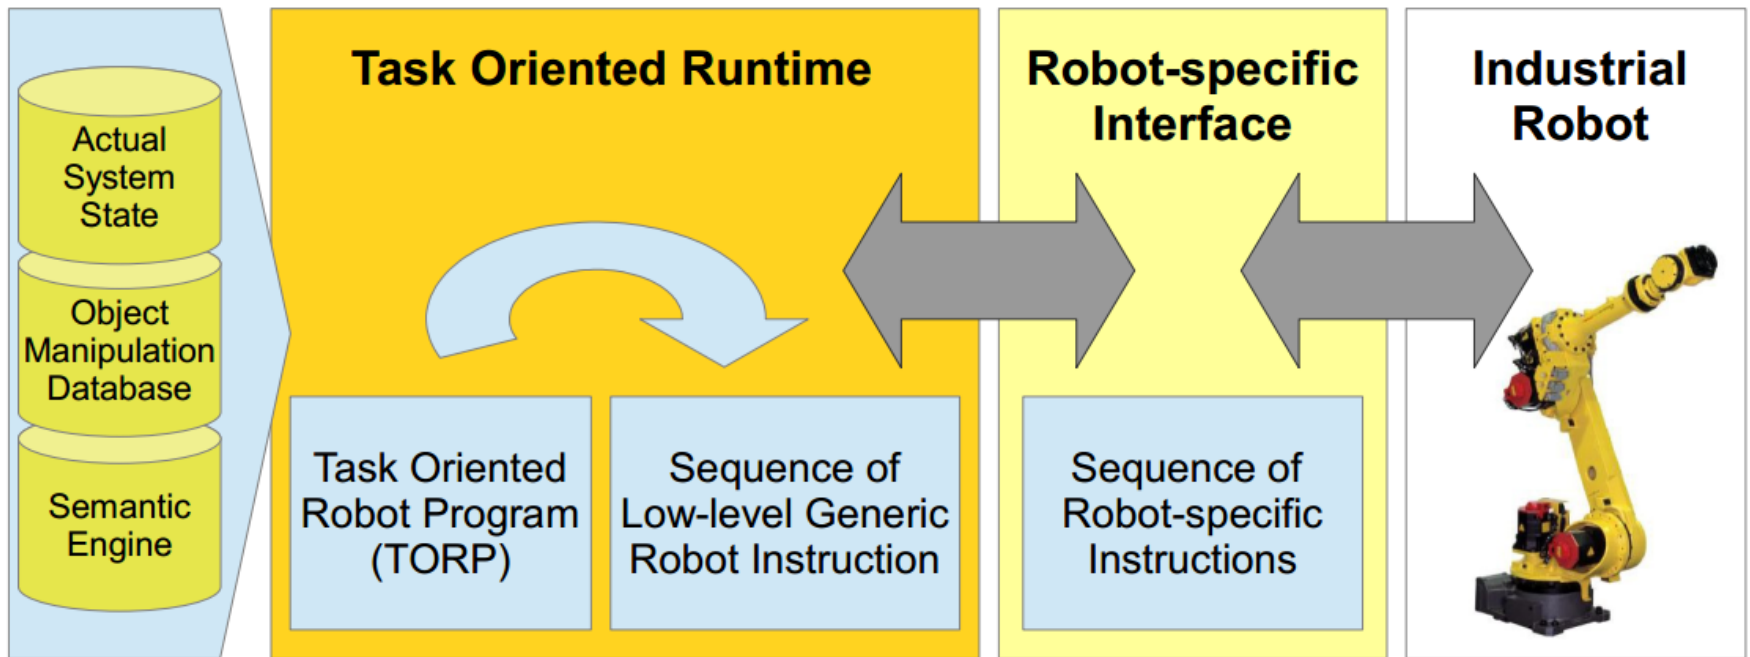 Actual
System
State
Object
Manipulation
Database
Semantic
Engine
Task Oriented Runtime
Task Oriented
Robot Program
(TORP)
Sequence of
Low-level Generic
Robot Instruction
Robot-specific
Interface
Sequence of
Robot-specific
Instructions
Industrial
Robot